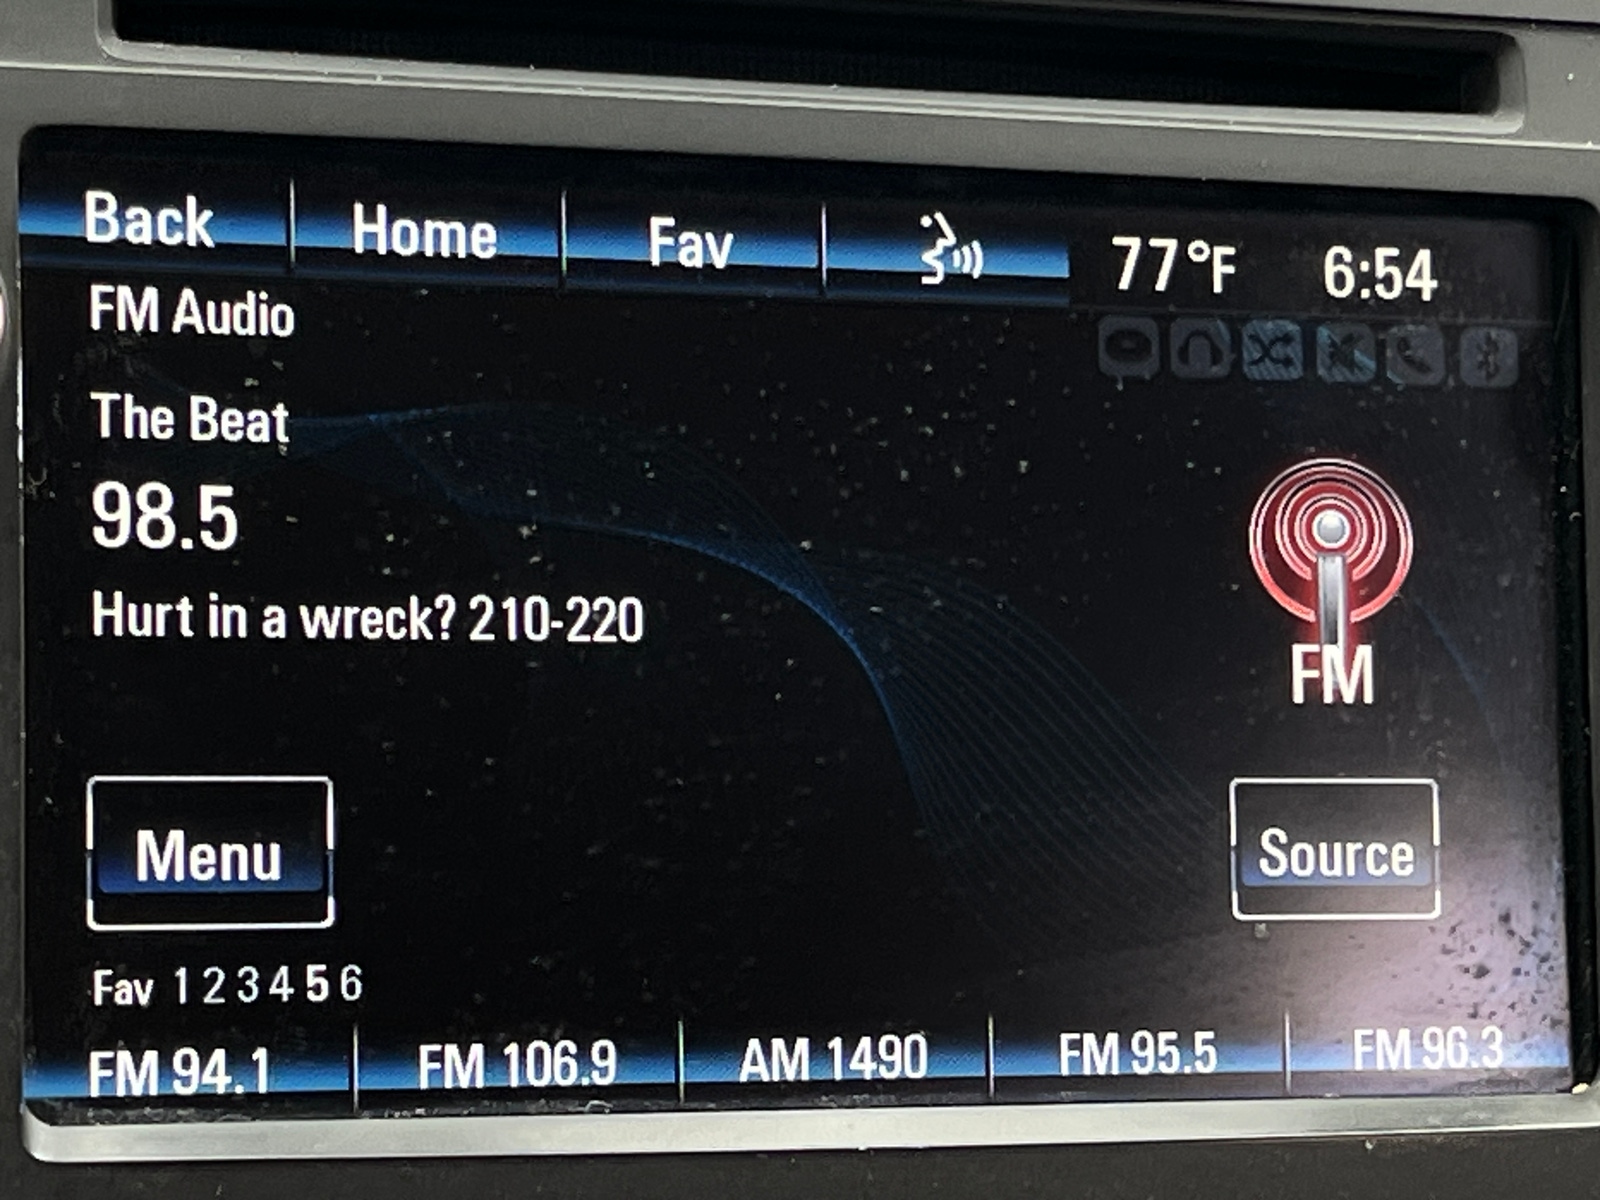 Back Home Fav 77°F 6:54
FM Audio
The Beat
98.5
Hurt in a wreck? 210-220
FM
Menu Source
Fav 1 2 3 4 5 6
FM 94.1 FM 106.9 AM 1490 FM 95.5 FM 96.3